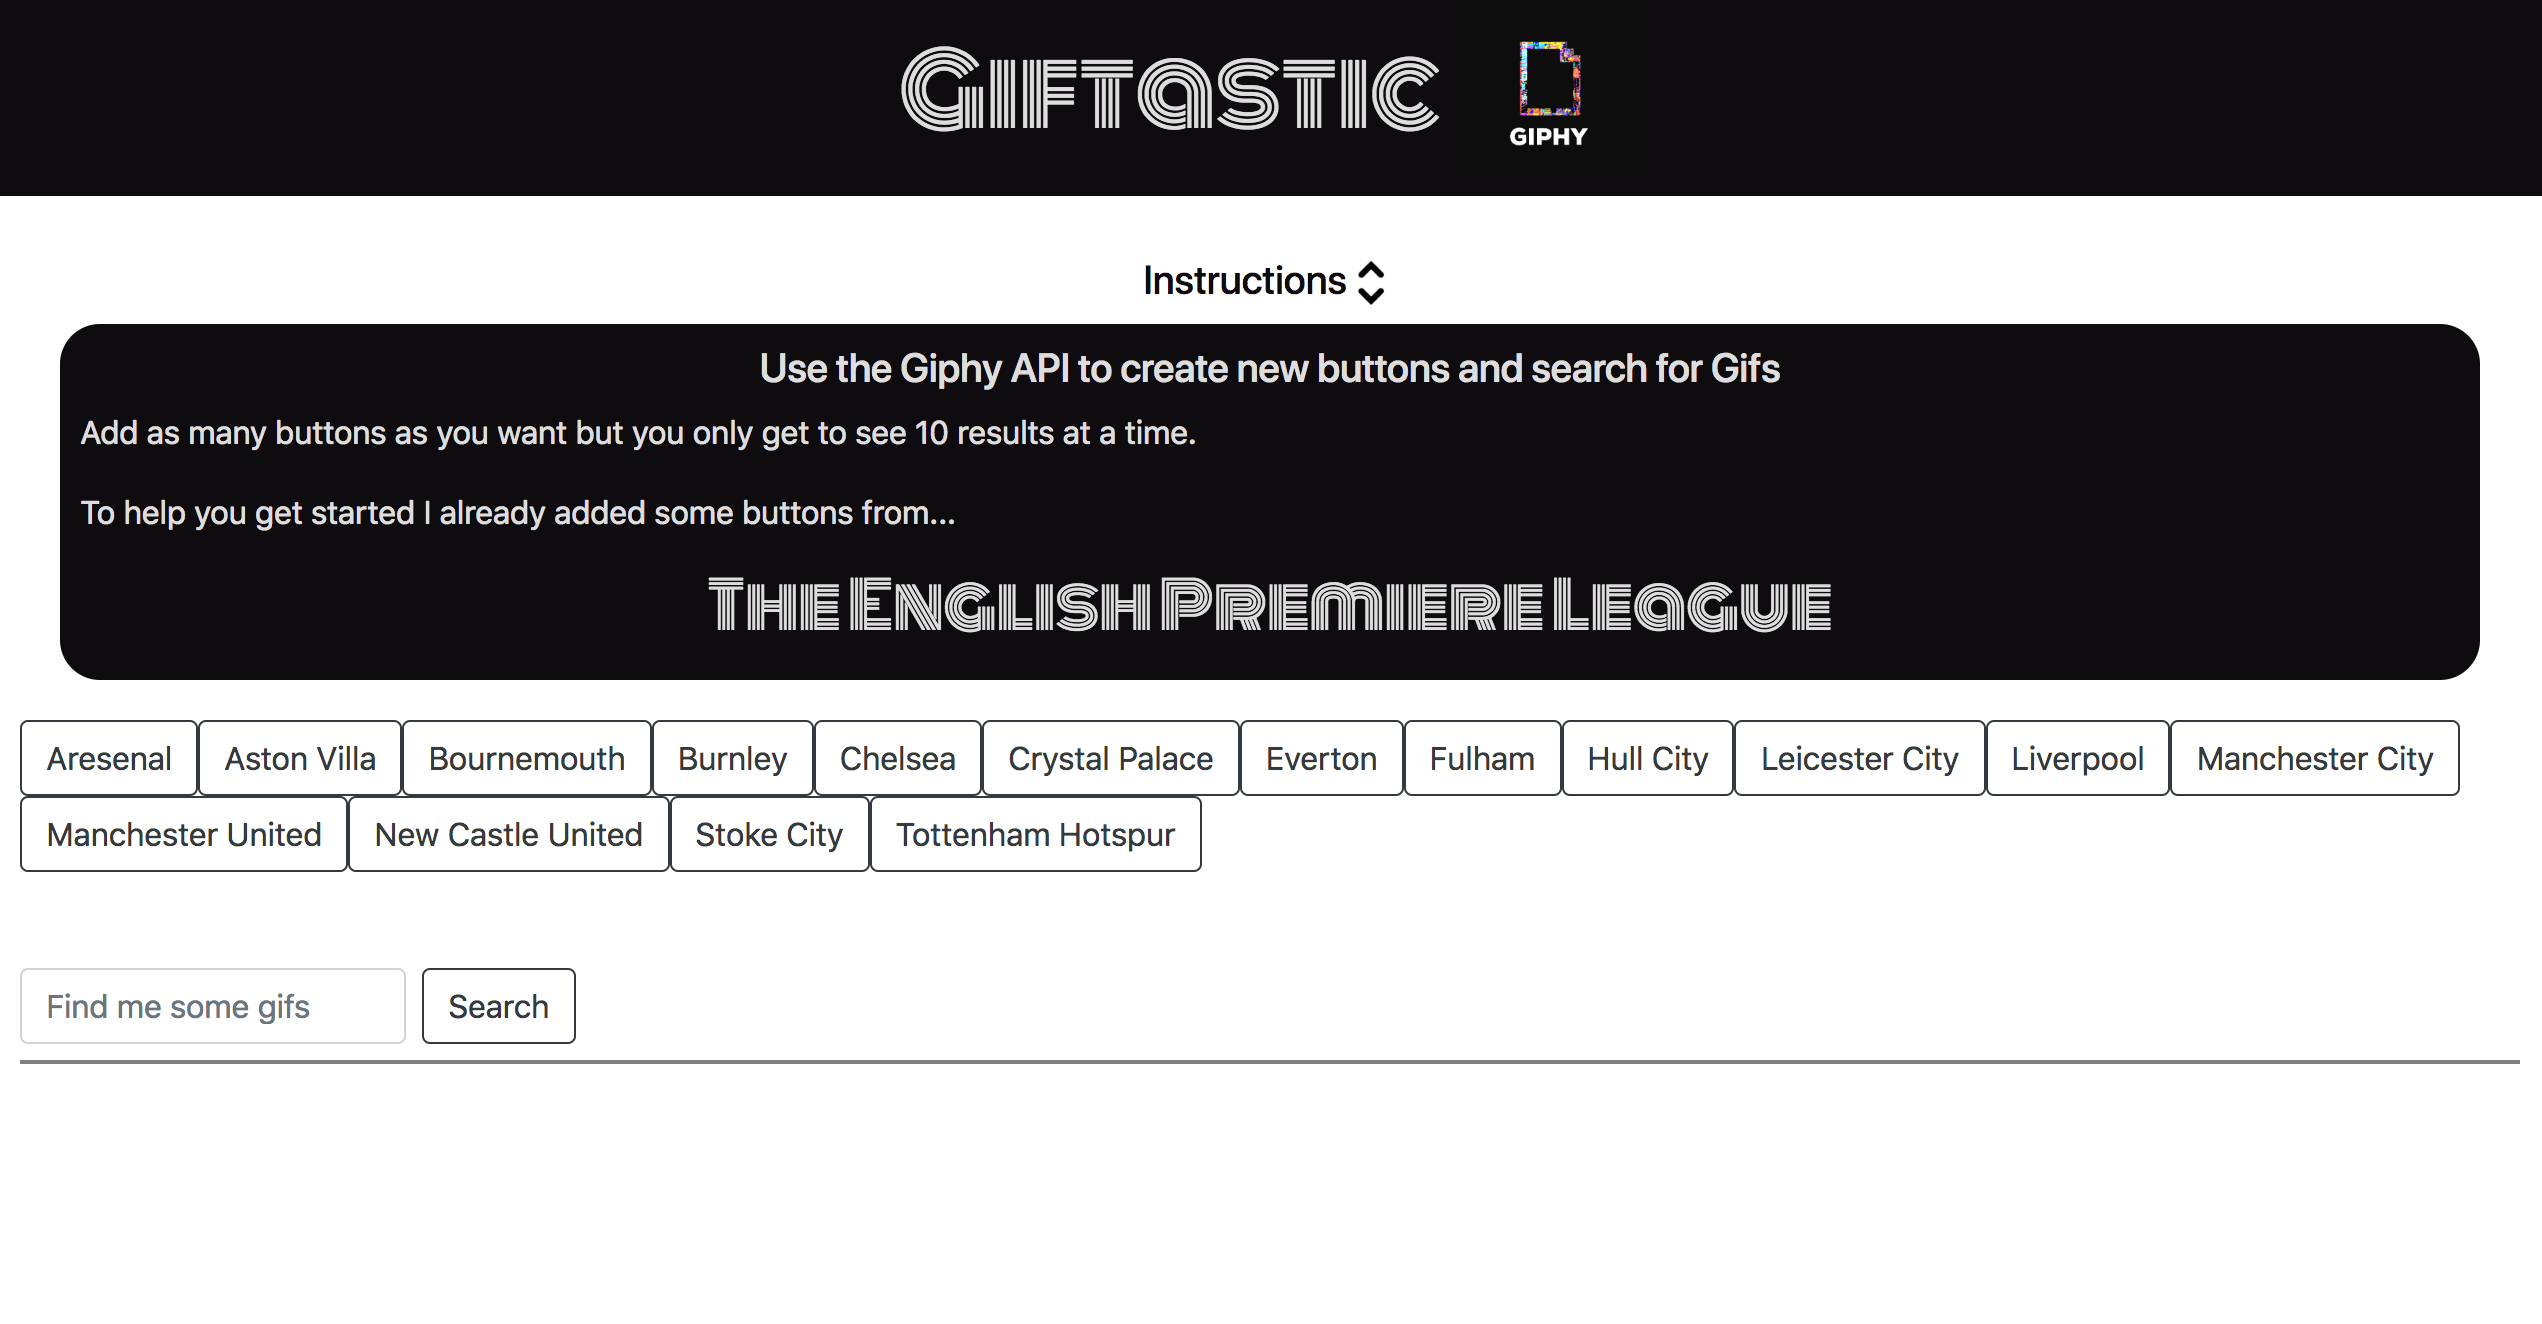 Giftastic
GIPHY
Instructions
Use the Giphy API to create new buttons and search for Gifs
Add as many buttons as you want but you only get to see 10 results at a time.
To help you get started I already added some buttons from...
The English Premiere League
Aresenal Aston Villa Bournemouth Burnley Chelsea Crystal Palace Everton Fulham Hull City Leicester City Liverpool Manchester City
Manchester United New Castle United Stoke City Tottenham Hotspur
Find me some gifs Search